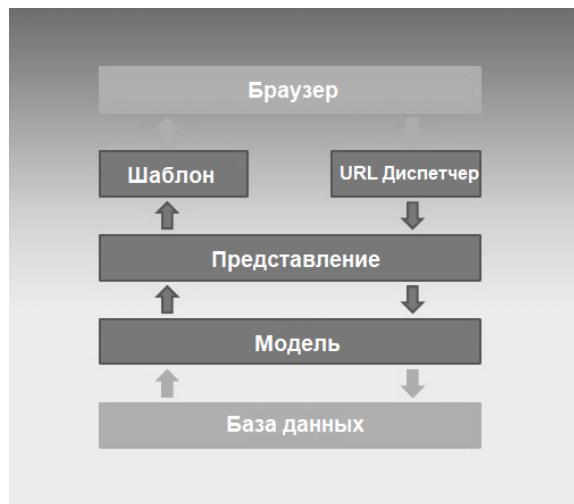 Браузер
Шаблон
URL Диспетчер
Представление
Модель
База данных